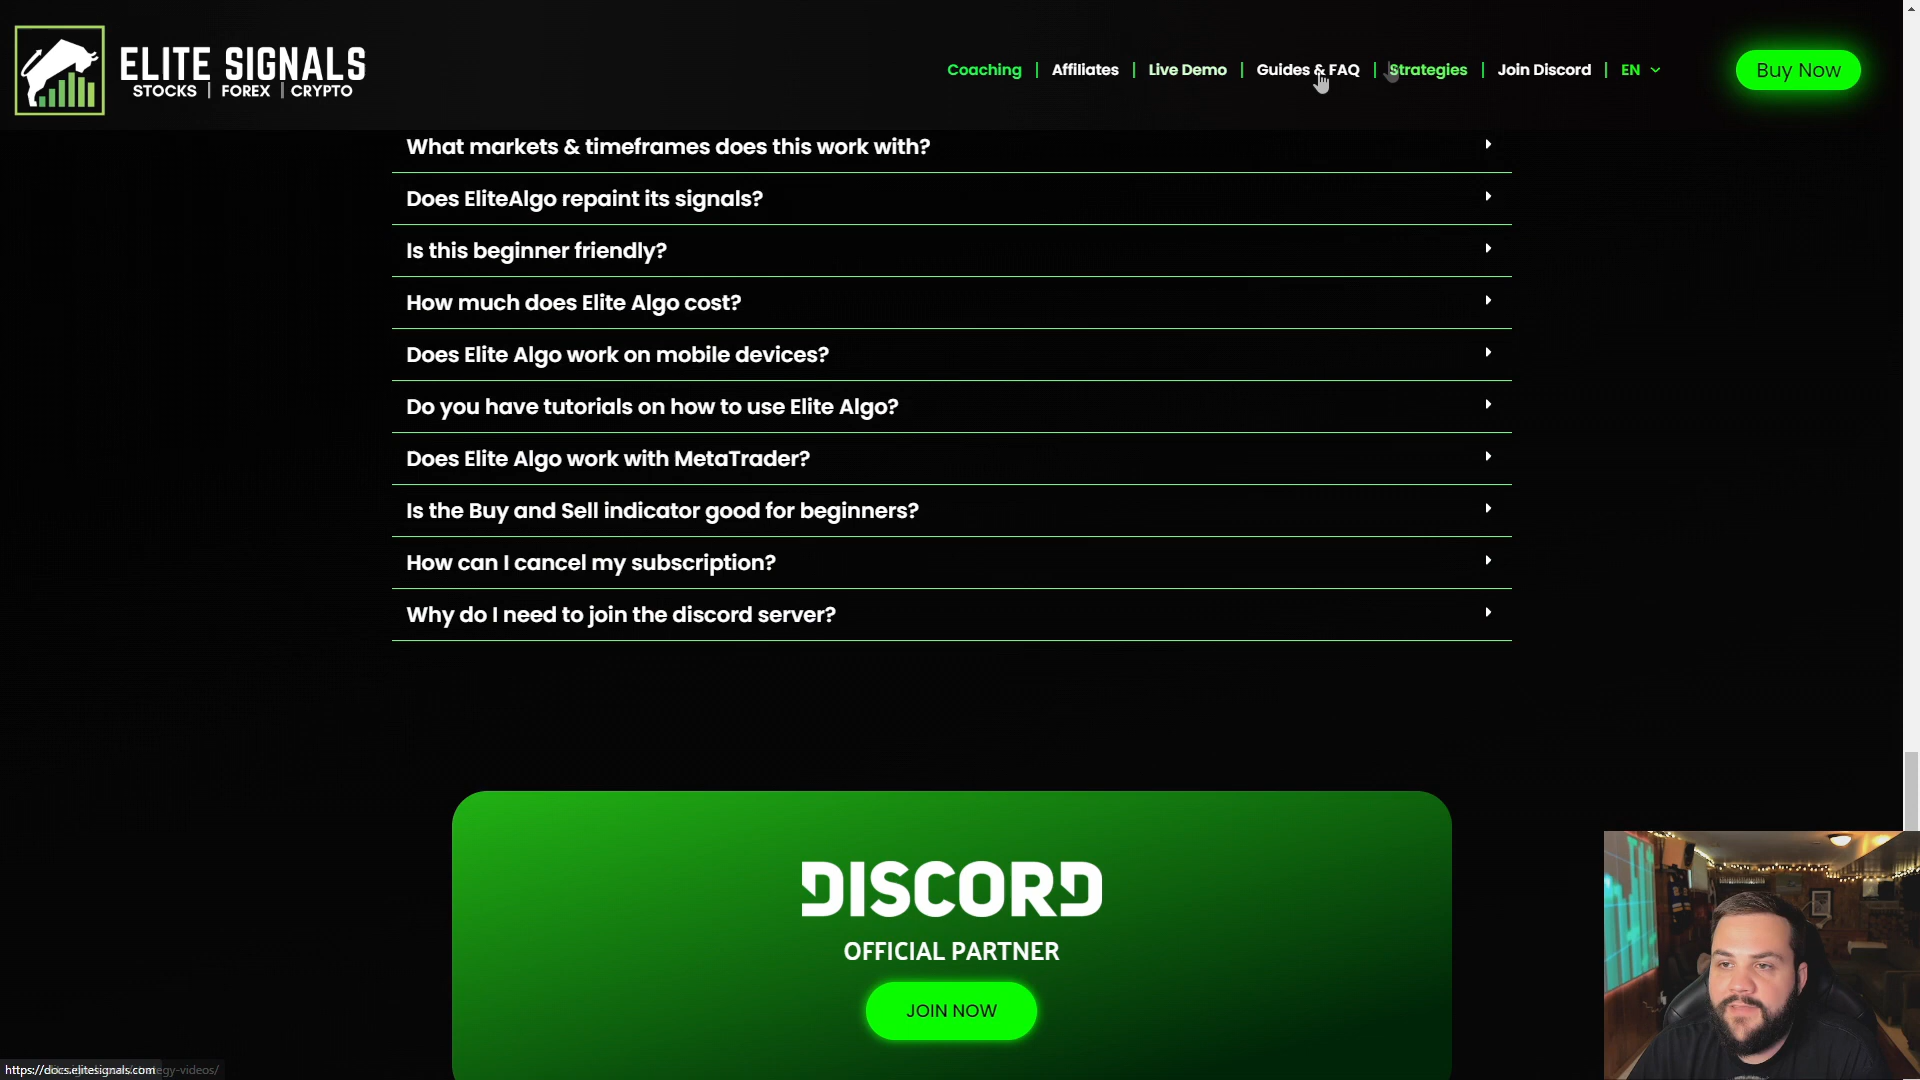 ELITE SIGNALS
STOCKS | FOREX | CRYPTO
Coaching | Affiliates | Live Demo | Guides & FAQ | Strategies | Join Discord | EN
Buy Now
What markets & timeframes does this work with?
Does EliteAlgo repaint its signals?
Is this beginner friendly?
How much does Elite Algo cost?
Does Elite Algo work on mobile devices?
Do you have tutorials on how to use Elite Algo?
Does Elite Algo work with MetaTrader?
Is the Buy and Sell indicator good for beginners?
How can I cancel my subscription?
Why do I need to join the discord server?
DISCORD
OFFICIAL PARTNER
JOIN NOW
https://docs.elitesignals.com